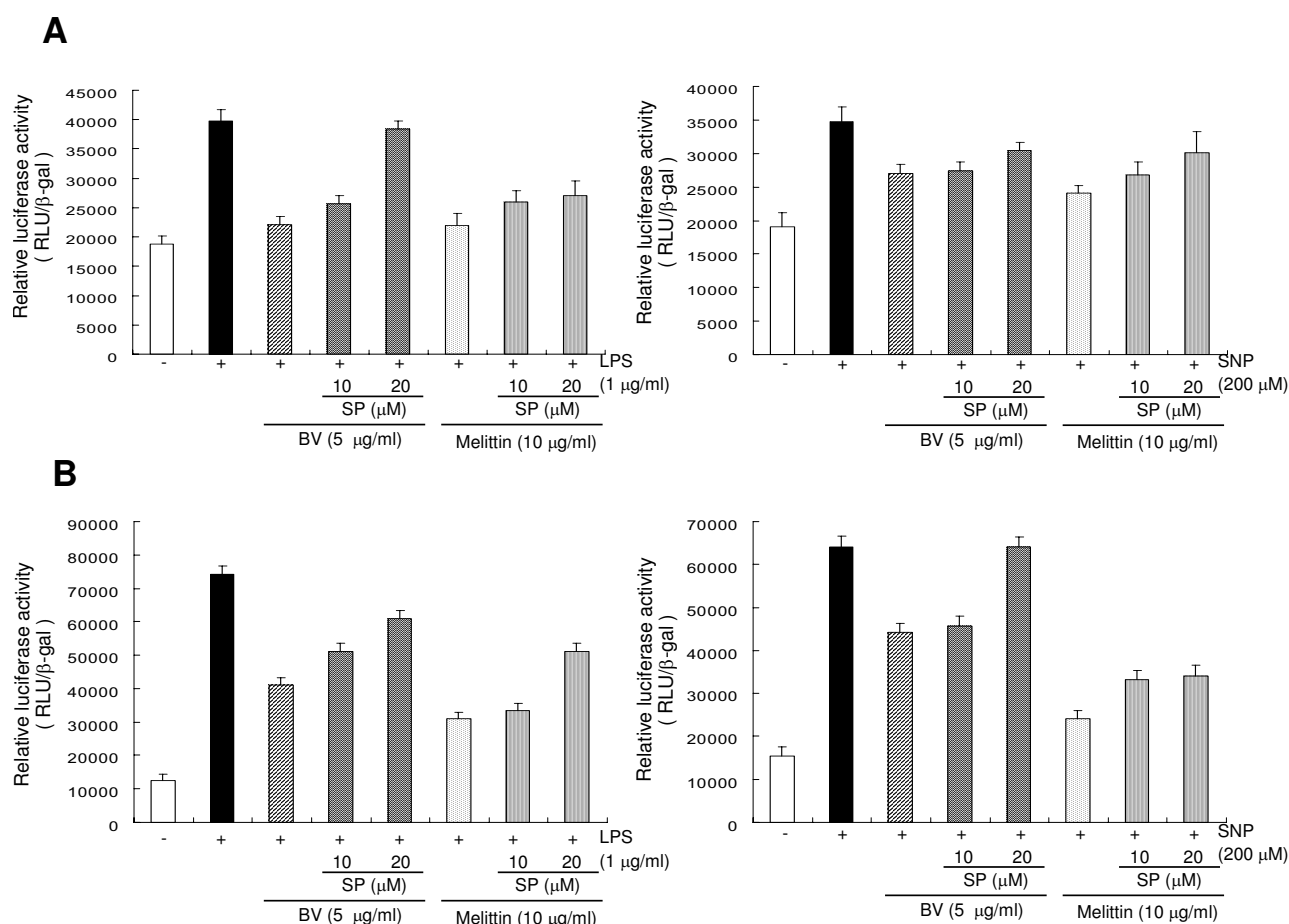 A
Relative luciferase activity
( RLU/β-gal )
45000
40000
35000
30000
25000
20000
15000
10000
5000
0
- + + + + + + + LPS
10 20 10 20 (1 μg/ml)
SP (μM) SP (μM)
BV (5 μg/ml) Melittin (10 μg/ml)
Relative luciferase activity
( RLU/β-gal )
40000
35000
30000
25000
20000
15000
10000
5000
0
- + + + + + + + SNP
10 20 10 20 (200 μM)
SP (μM) SP (μM)
BV (5 μg/ml) Melittin (10 μg/ml)
B
Relative luciferase activity
( RLU/β-gal )
90000
80000
70000
60000
50000
40000
30000
20000
10000
0
- + + + + + + + LPS
10 20 10 20 (1 μg/ml)
SP (μM) SP (μM)
BV (5 μg/ml) Melittin (10 μg/ml)
Relative luciferase activity
( RLU/β-gal )
70000
60000
50000
40000
30000
20000
10000
0
- + + + + + + + SNP
10 20 10 20 (200 μM)
SP (μM) SP (μM)
BV (5 μg/ml) Melittin (10 μg/ml)